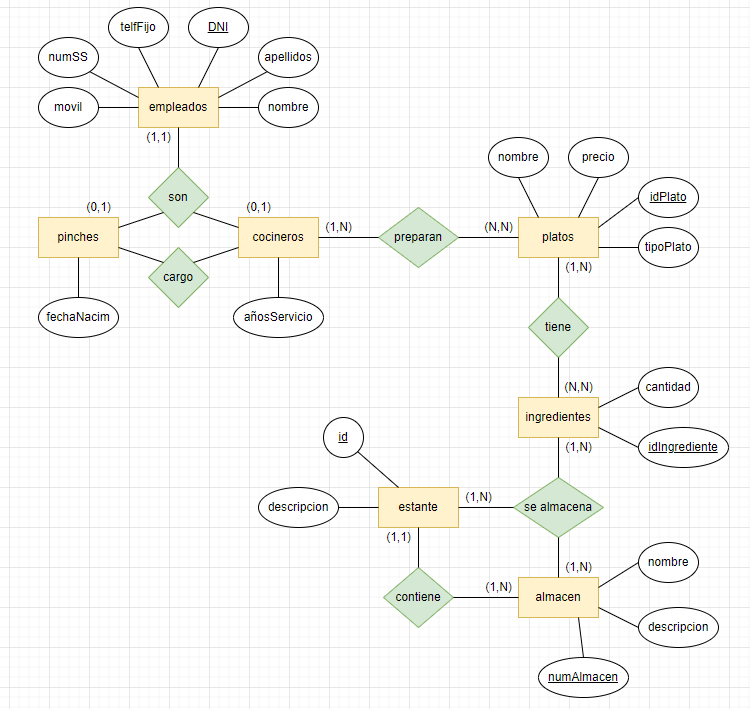 telfFijo
DNI
numSS
apellidos
movil
empleados
nombre
(1,1)
nombre
precio
son
idPlato
(0,1)
(0,1)
(1,N)
(N,N)
pinches
cocineros
preparan
platos
tipoPlato
(1,N)
cargo
fechaNacim
añosServicio
tiene
(N,N)
cantidad
ingredientes
id
(1,N)
idIngrediente
(1,N)
descripcion
estante
se almacena
(1,1)
(1,N)
nombre
(1,N)
contiene
almacen
descripcion
numAlmacen